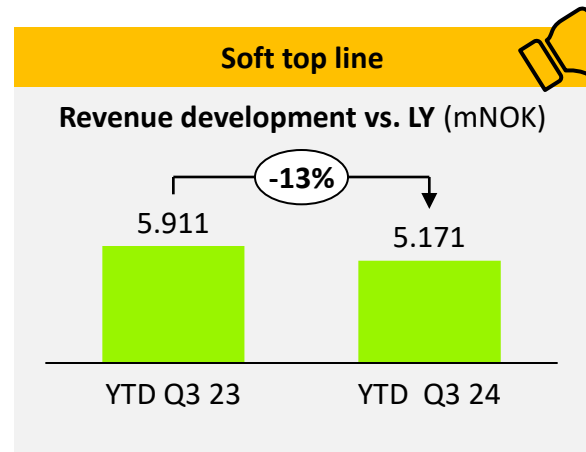 Soft top line
Revenue development vs. LY (mNOK)
-13%
5.911
5.171
YTD Q3 23
YTD Q3 24